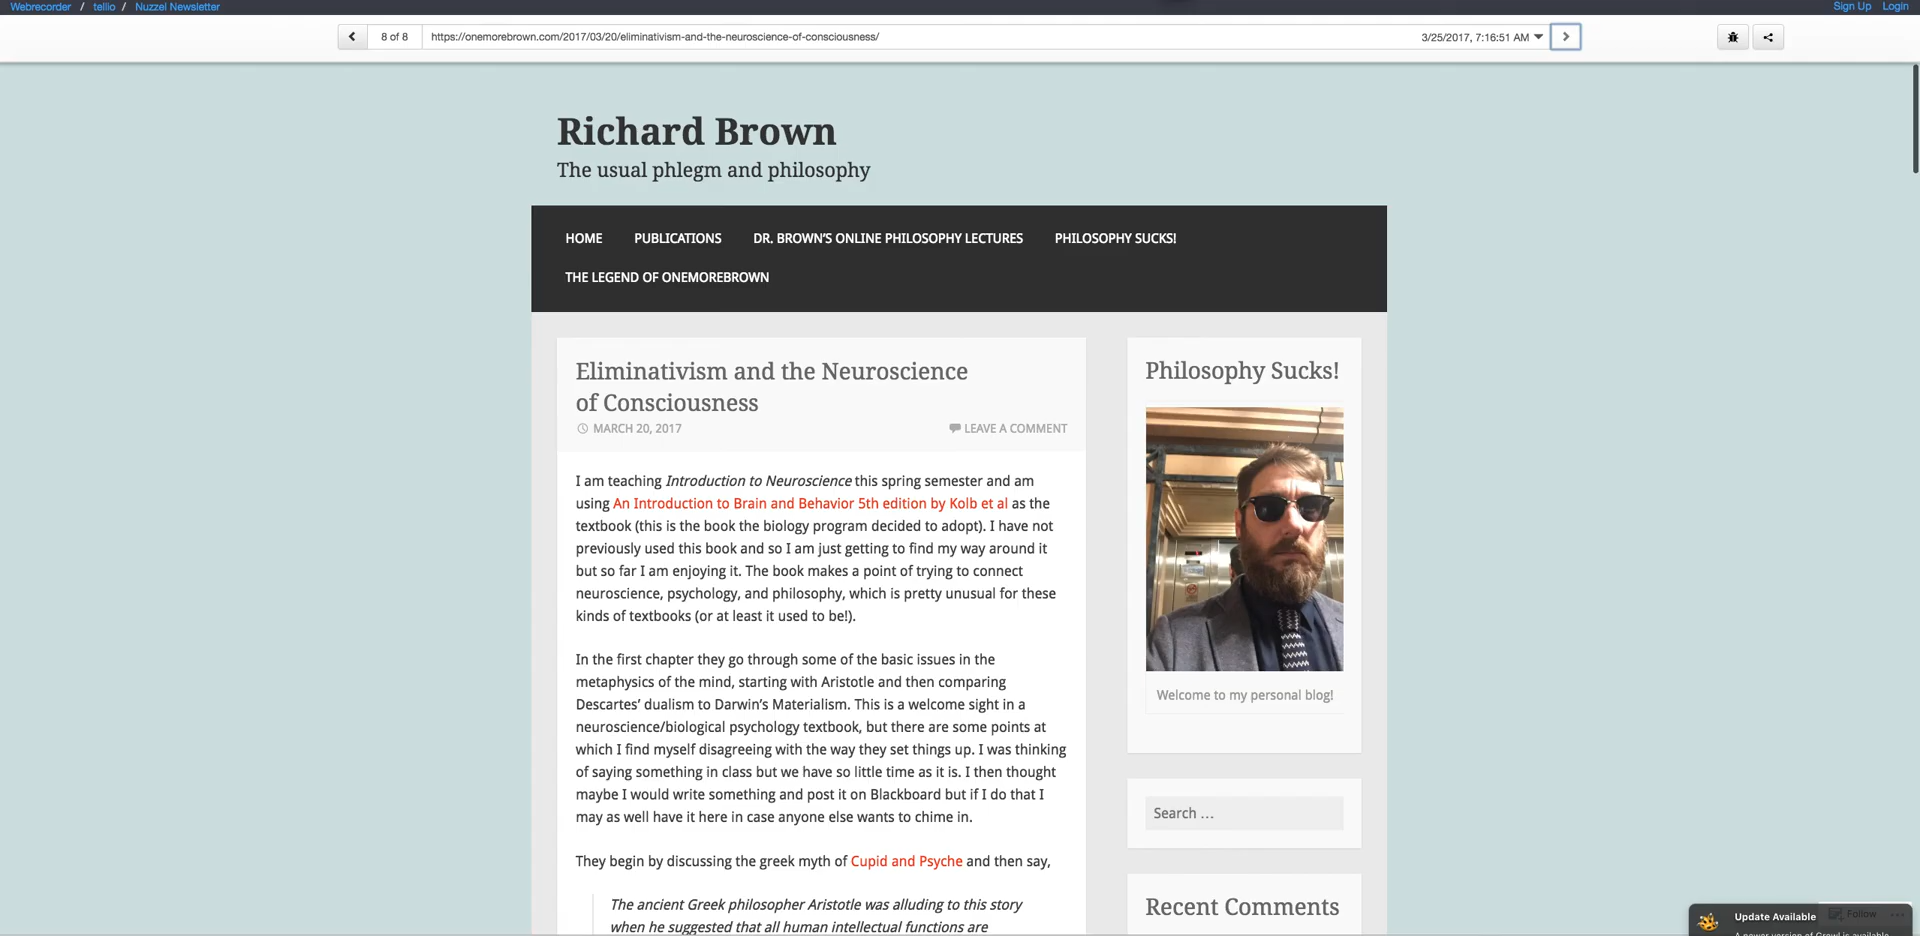 Webrecorder / tellio / Nuzzel Newsletter
Sign Up Login
8 of 8 https://onemorebrown.com/2017/03/20/eliminativism-and-the-neuroscience-of-consciousness/ 3/25/2017, 7:16:51 AM
Richard Brown
The usual phlegm and philosophy
HOME PUBLICATIONS DR. BROWN'S ONLINE PHILOSOPHY LECTURES PHILOSOPHY SUCKS!
THE LEGEND OF ONEMOREBROWN
Eliminativism and the Neuroscience
of Consciousness
MARCH 20, 2017 LEAVE A COMMENT
I am teaching Introduction to Neuroscience this spring semester and am
using An Introduction to Brain and Behavior 5th edition by Kolb et al as the
textbook (this is the book the biology program decided to adopt). I have not
previously used this book and so I am just getting to find my way around it
but so far I am enjoying it. The book makes a point of trying to connect
neuroscience, psychology, and philosophy, which is pretty unusual for these
kinds of textbooks (or at least it used to be!).
In the first chapter they go through some of the basic issues in the
metaphysics of the mind, starting with Aristotle and then comparing
Descartes' dualism to Darwin's Materialism. This is a welcome sight in a
neuroscience/biological psychology textbook, but there are some points at
which I find myself disagreeing with the way they set things up. I was thinking
of saying something in class but we have so little time as it is. I then thought
maybe I would write something and post it on Blackboard but if I do that I
may as well have it here in case anyone else wants to chime in.
They begin by discussing the greek myth of Cupid and Psyche and then say,
The ancient Greek philosopher Aristotle was alluding to this story
when he suggested that all human intellectual functions are
Philosophy Sucks!
Welcome to my personal blog!
Search …
Recent Comments
Follow
Update Available
A newer version of Growl is available